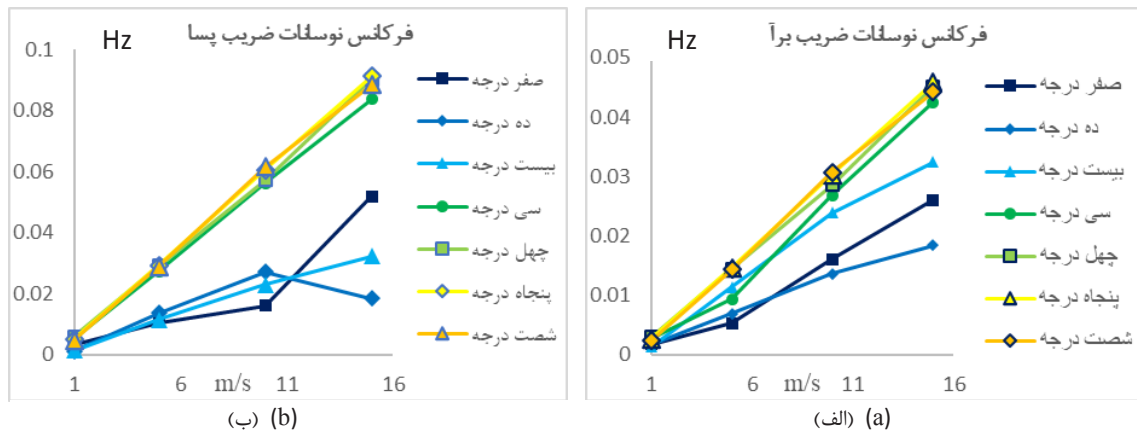 فرکانس نوسانات ضریب پسا
Hz
0.1
0.08
0.06
0.04
0.02
0
1
6
m/s
11
16
صفر درجه
ده درجه
بیست درجه
سی درجه
چهل درجه
پنجاه درجه
شصت درجه
(b) (ب)
فرکانس نوسانات ضریب برآ
Hz
0.05
0.04
0.03
0.02
0.01
0
1
6
m/s
11
16
صفر درجه
ده درجه
بیست درجه
سی درجه
چهل درجه
پنجاه درجه
شصت درجه
(a) (الف)